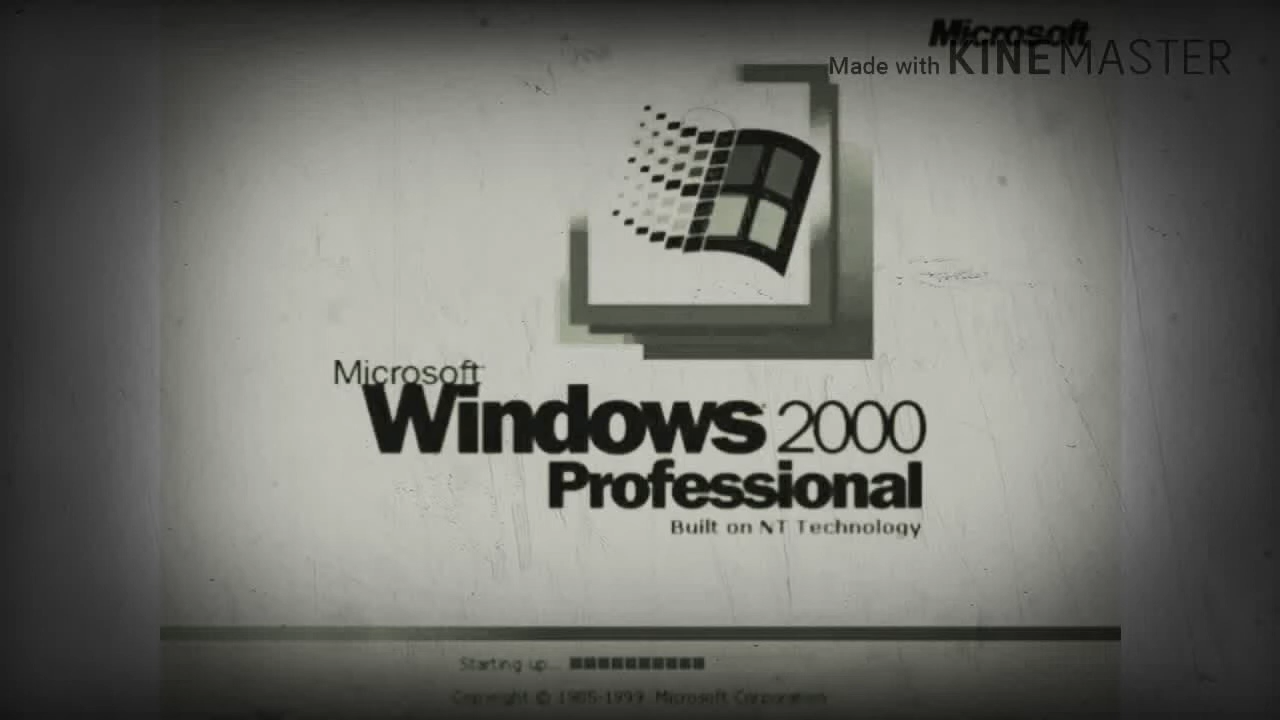 Microsoft
Made with KINEMASTER
Microsoft
Windows 2000
Professional
Built on NT Technology
Starting up...
Copyright © 1985-1999 Microsoft Corporation